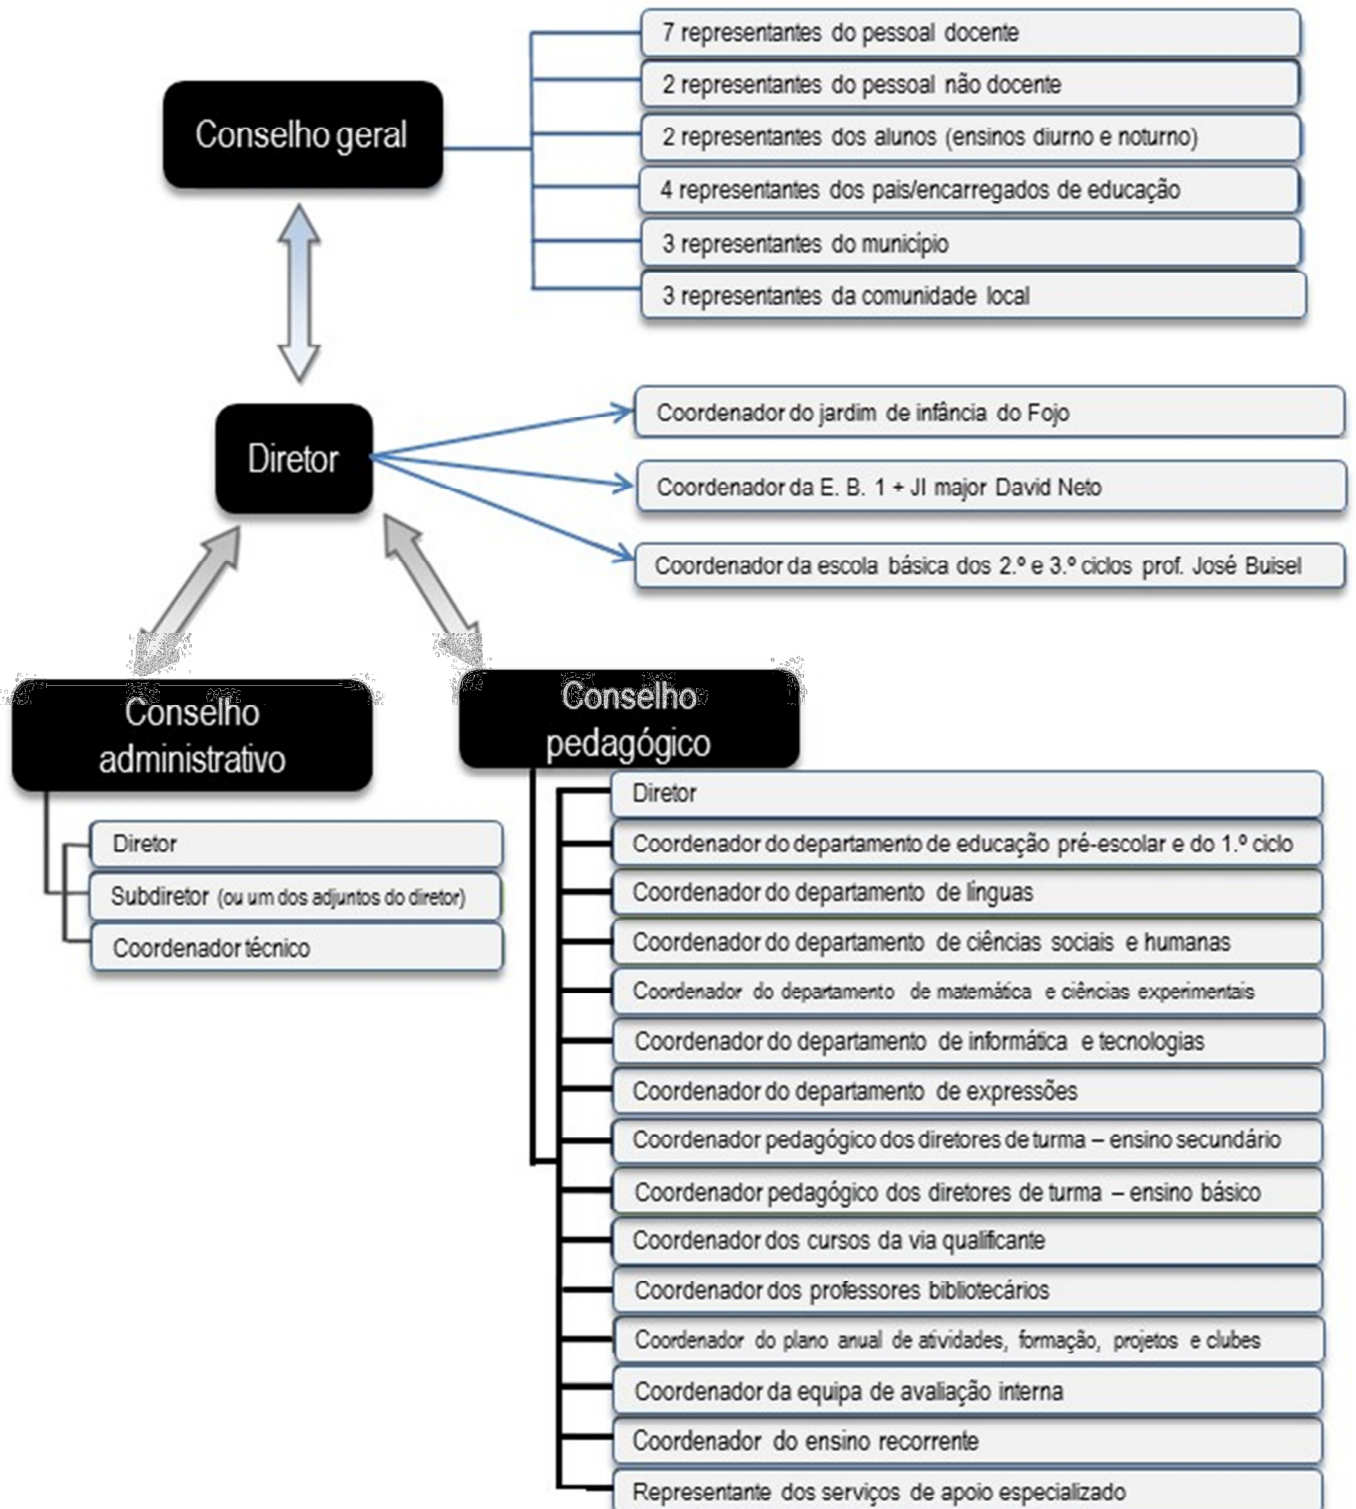 Conselho geral
7 representantes do pessoal docente
2 representantes do pessoal não docente
2 representantes dos alunos (ensinos diurno e noturno)
4 representantes dos pais/encarregados de educação
3 representantes do município
3 representantes da comunidade local
Diretor
Coordenador do jardim de infância do Fojo
Coordenador da E. B. 1 + JI major David Neto
Coordenador da escola básica dos 2.º e 3.º ciclos prof. José Buisel
Conselho
administrativo
Diretor
Subdiretor (ou um dos adjuntos do diretor)
Coordenador técnico
Conselho
pedagógico
Diretor
Coordenador do departamento de educação pré-escolar e do 1.º ciclo
Coordenador do departamento de línguas
Coordenador do departamento de ciências sociais e humanas
Coordenador do departamento de matemática e ciências experimentais
Coordenador do departamento de informática e tecnologias
Coordenador do departamento de expressões
Coordenador pedagógico dos diretores de turma – ensino secundário
Coordenador pedagógico dos diretores de turma – ensino básico
Coordenador dos cursos da via qualificante
Coordenador dos professores bibliotecários
Coordenador do plano anual de atividades, formação, projetos e clubes
Coordenador da equipa de avaliação interna
Coordenador do ensino recorrente
Representante dos serviços de apoio especializado